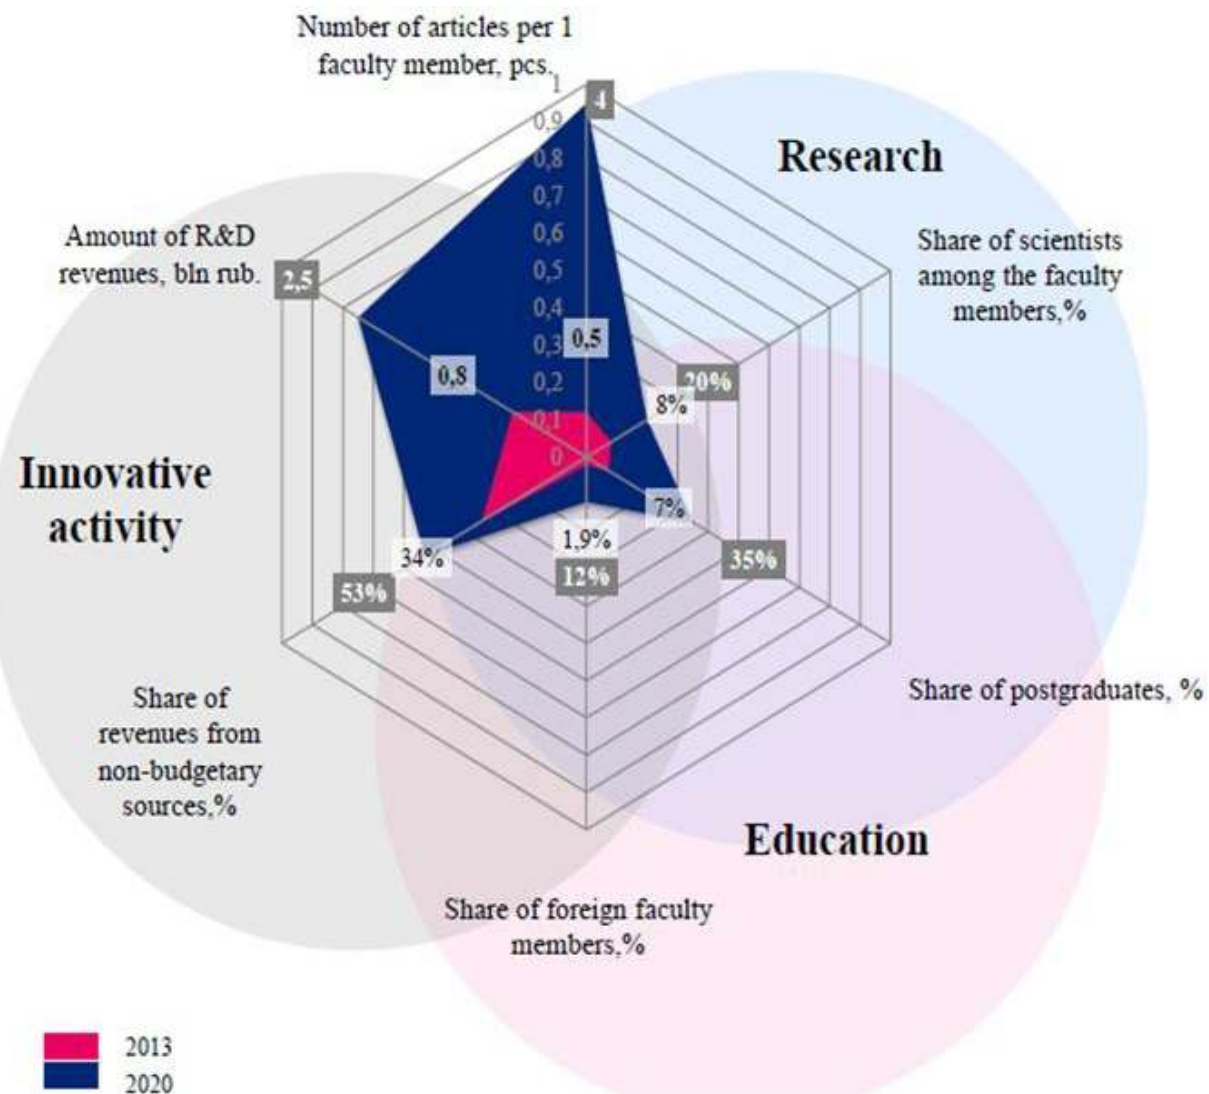 Number of articles per 1
faculty member, pcs.
1
4
0,9
0,8
0,7
0,6
0,5
0,4
0,3
0,2
0,1
0
Research
Amount of R&D
revenues, bln rub.
2,5
0,8
0,5
Share of scientists
among the faculty
members,%
20%
8%
Innovative
activity
7%
35%
1,9%
12%
34%
53%
Share of
revenues from
non-budgetary
sources,%
Share of postgraduates, %
Education
Share of foreign faculty
members,%
2013
2020